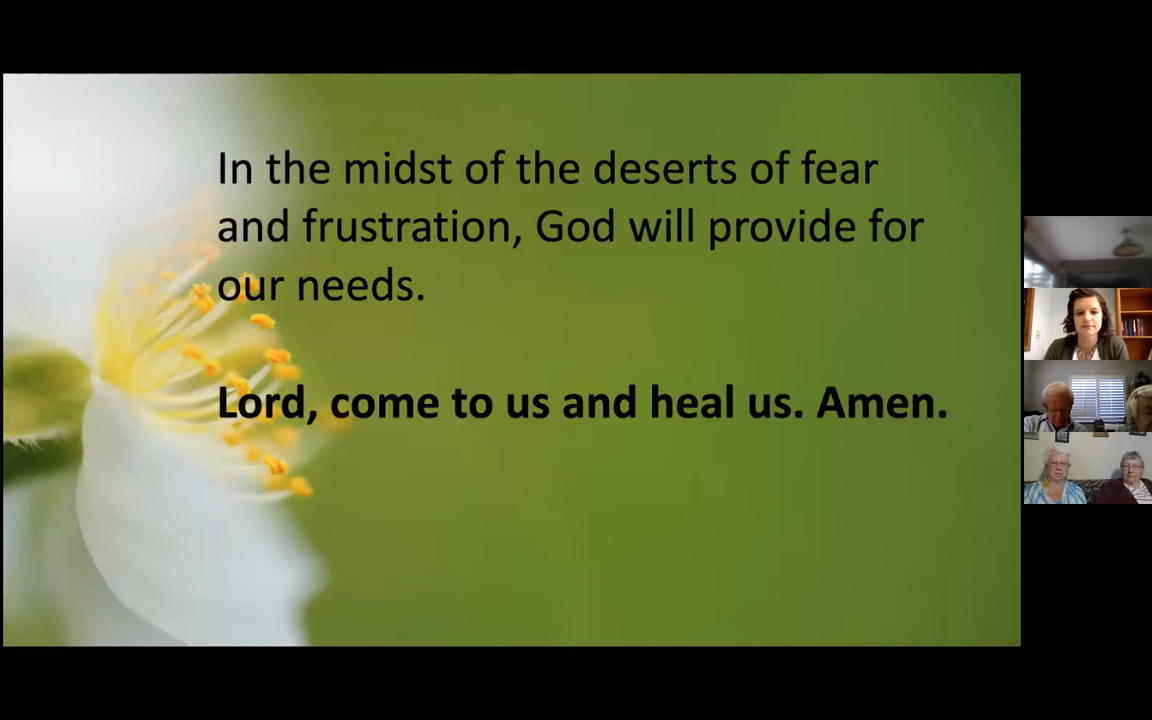 In the midst of the deserts of fear
and frustration, God will provide for
our needs.
Lord, come to us and heal us. Amen.